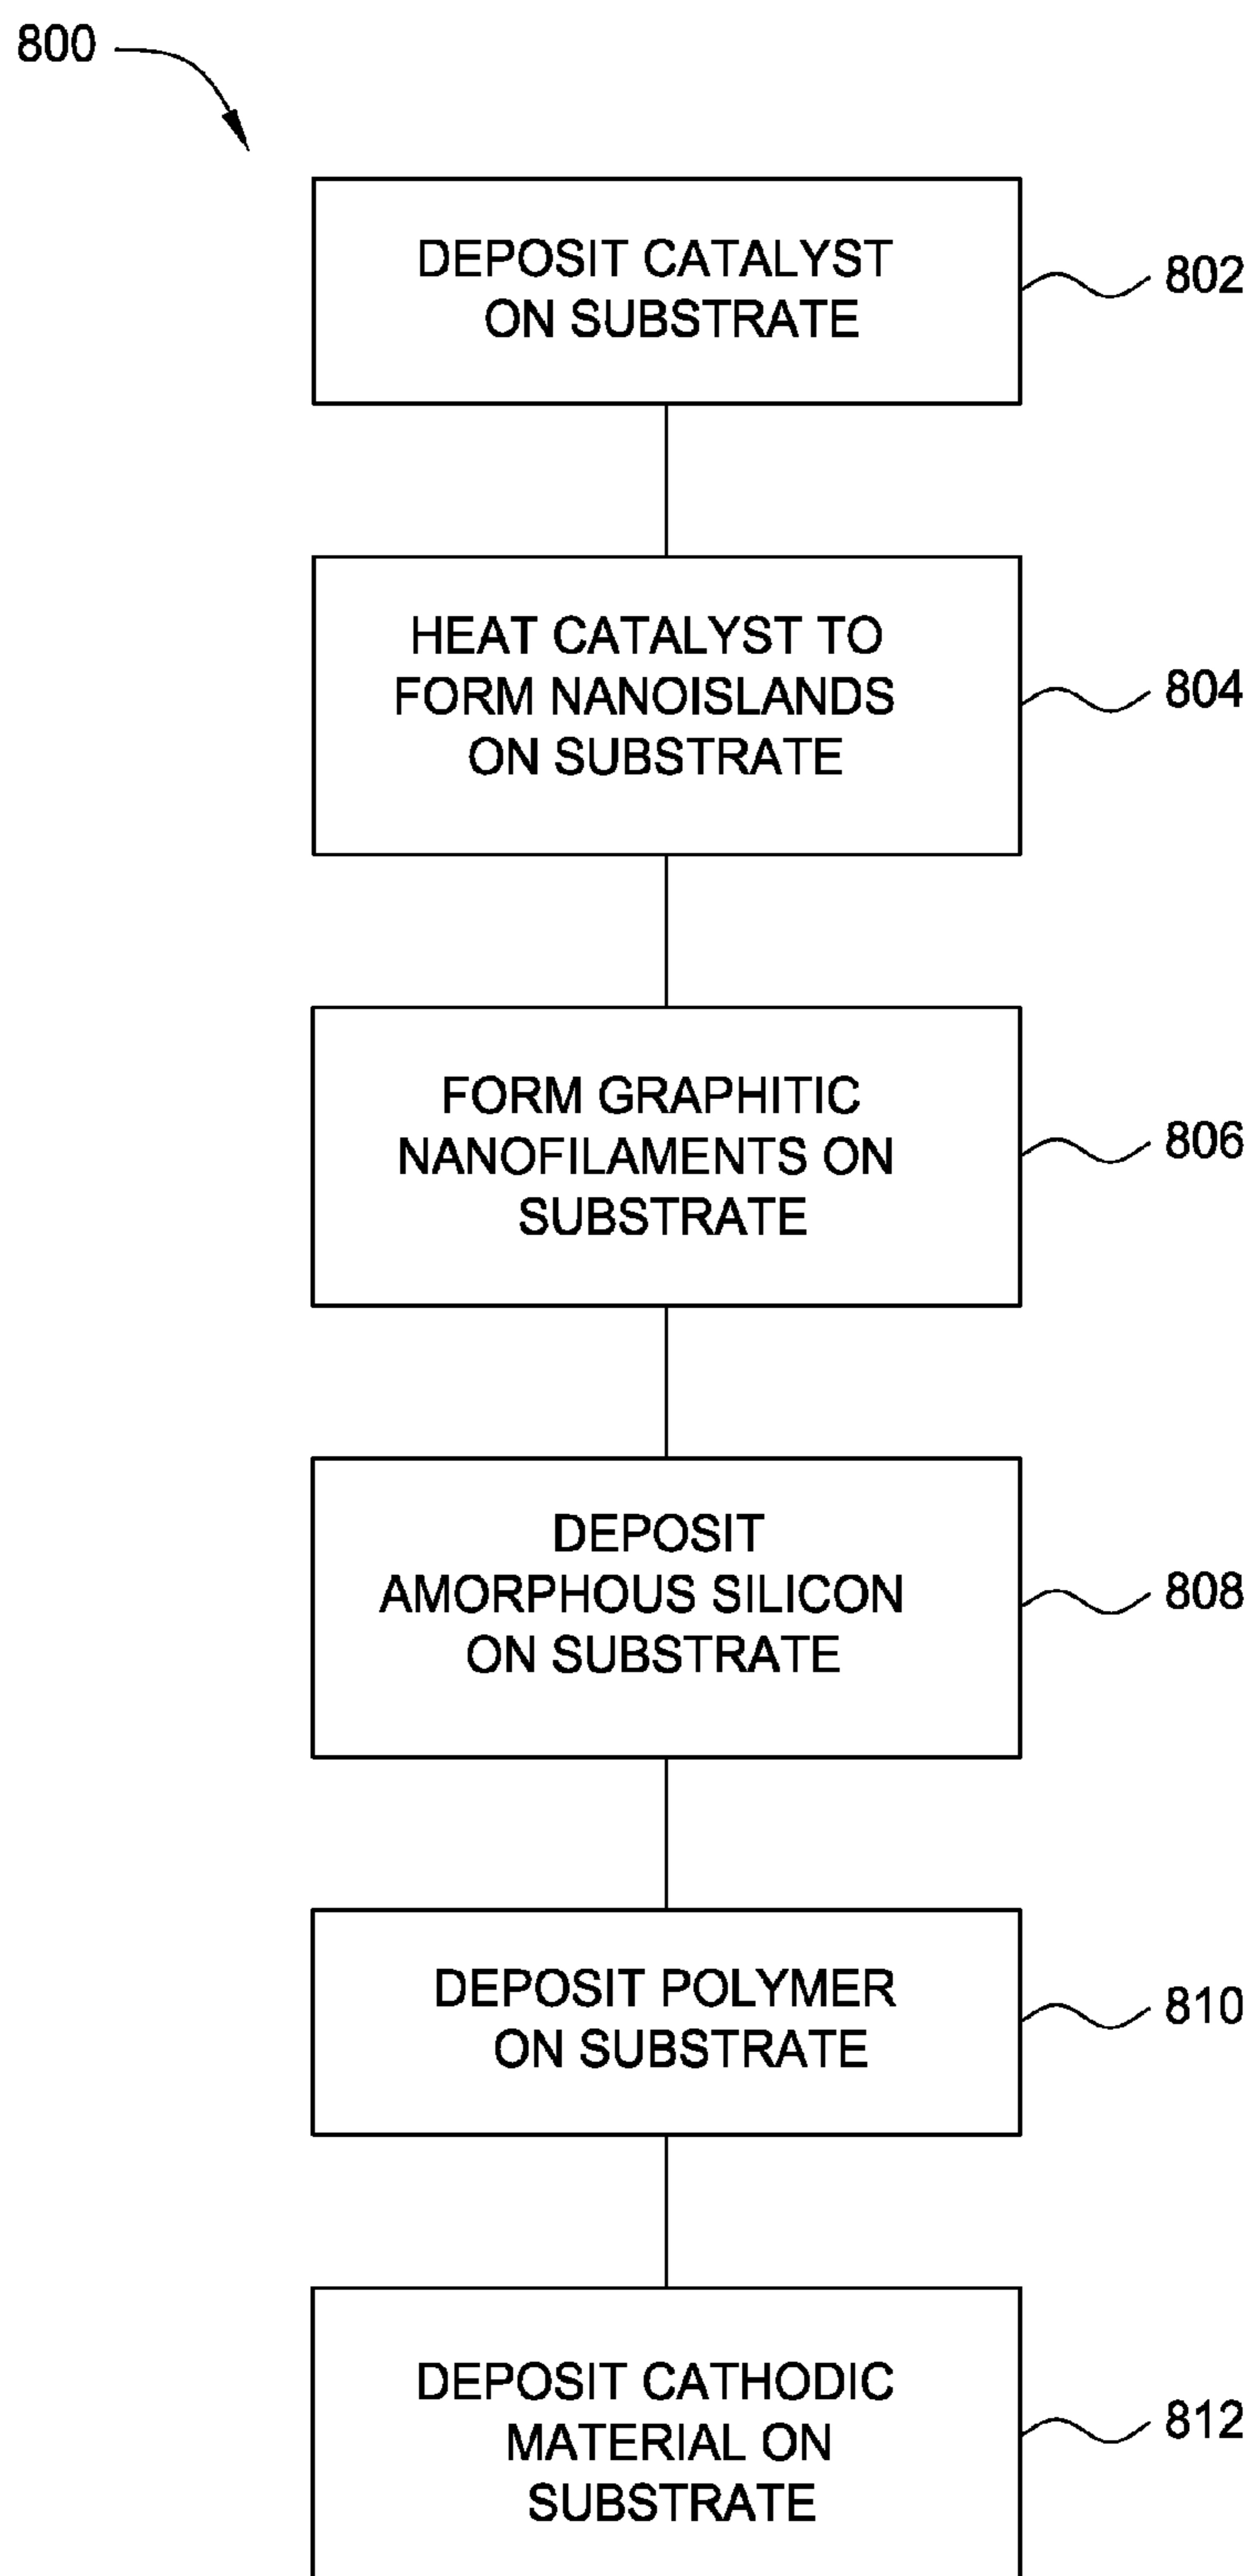 800
DEPOSIT CATALYST
ON SUBSTRATE
802
HEAT CATALYST TO
FORM NANOISLANDS
ON SUBSTRATE
804
FORM GRAPHITIC
NANOFILAMENTS ON
SUBSTRATE
806
DEPOSIT
AMORPHOUS SILICON
ON SUBSTRATE
808
DEPOSIT POLYMER
ON SUBSTRATE
810
DEPOSIT CATHODIC
MATERIAL ON
SUBSTRATE
812